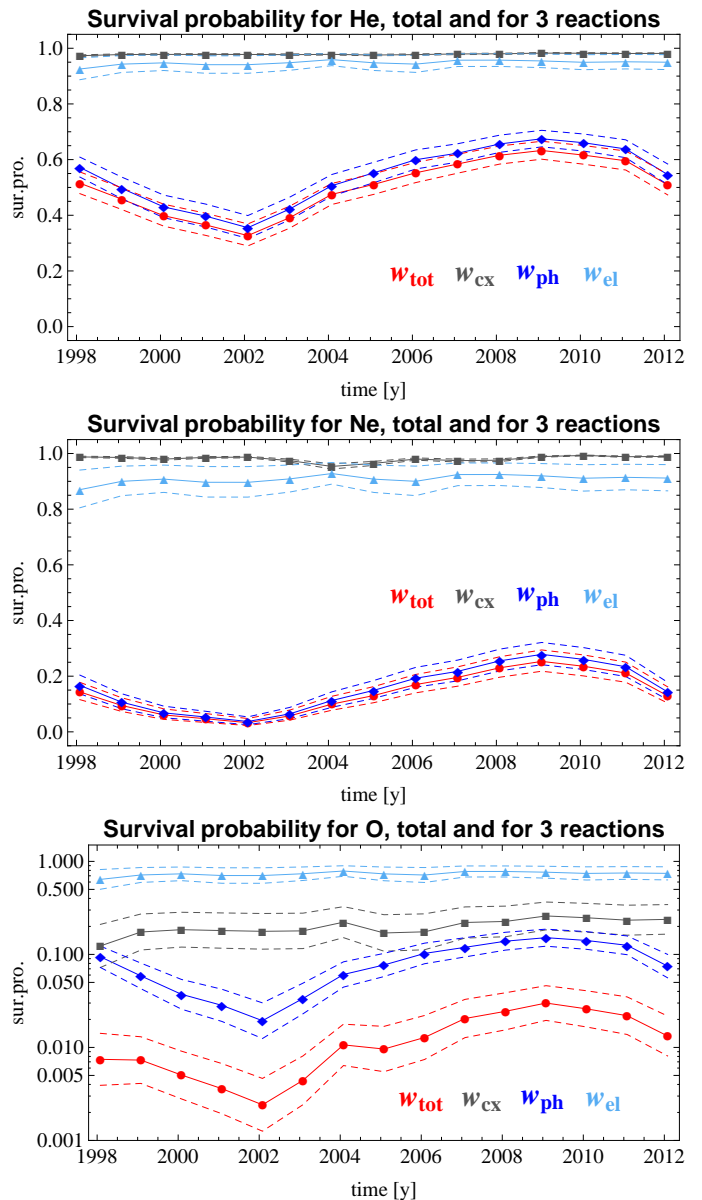 Survival probability for He, total and for 3 reactions
1.0
0.8
0.6
0.4
0.2
0.0
sur.pro.
w_tot w_cx w_ph w_el
1998 2000 2002 2004 2006 2008 2010 2012
time [y]
Survival probability for Ne, total and for 3 reactions
1.0
0.8
0.6
0.4
0.2
0.0
sur.pro.
w_tot w_cx w_ph w_el
1998 2000 2002 2004 2006 2008 2010 2012
time [y]
Survival probability for O, total and for 3 reactions
1.000
0.500
0.100
0.050
0.010
0.005
0.001
sur.pro.
w_tot w_cx w_ph w_el
1998 2000 2002 2004 2006 2008 2010 2012
time [y]